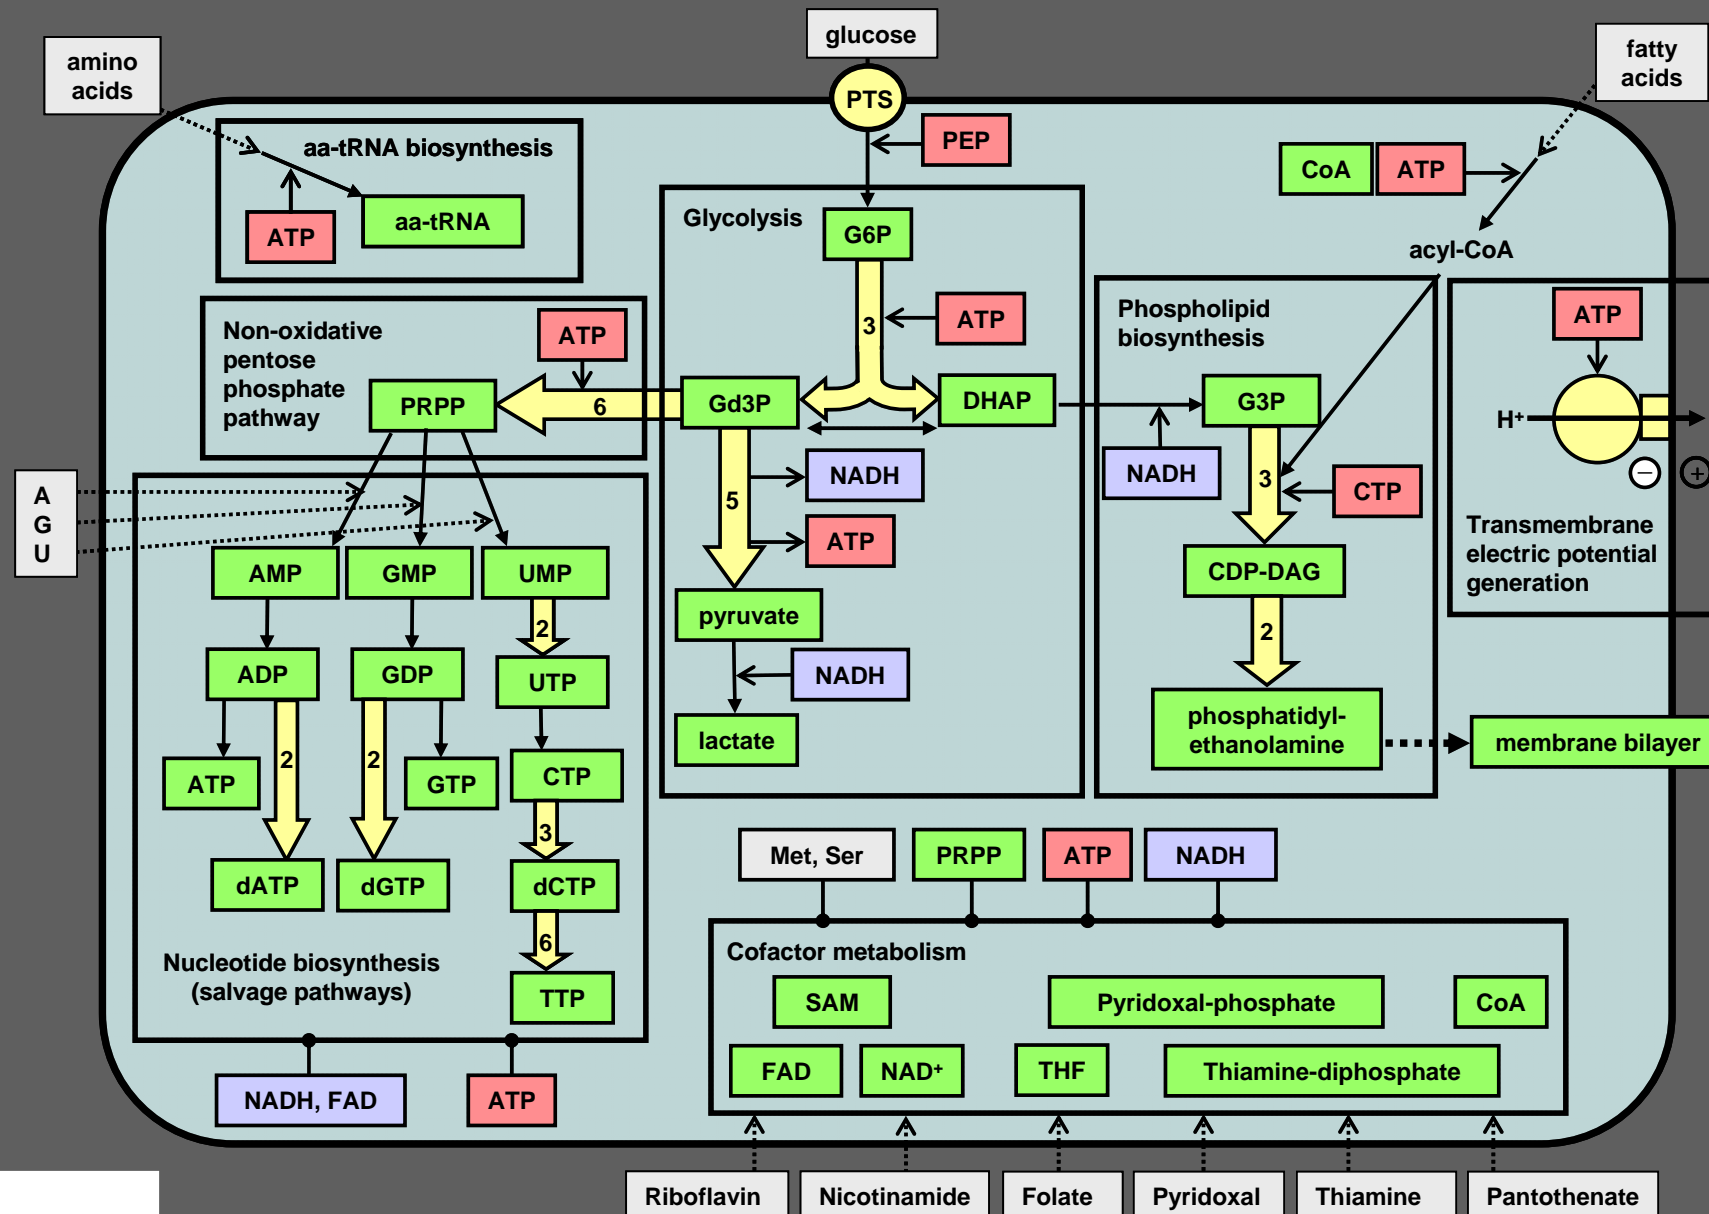 glucose
amino
acids
fatty
acids
PTS
PEP
aa-tRNA biosynthesis
ATP
aa-tRNA
CoA
ATP
acyl-CoA
Glycolysis
G6P
3
ATP
Gd3P
DHAP
NADH
5
ATP
pyruvate
NADH
lactate
Non-oxidative
pentose
phosphate
pathway
ATP
PRPP
6
Phospholipid
biosynthesis
G3P
NADH
3
CTP
CDP-DAG
2
phosphatidyl-
ethanolamine
membrane bilayer
ATP
H+
−
+
Transmembrane
electric potential
generation
A
G
U
AMP
GMP
UMP
2
ADP
GDP
UTP
2
2
ATP
GTP
CTP
3
dATP
dGTP
dCTP
6
TTP
Nucleotide biosynthesis
(salvage pathways)
NADH, FAD
ATP
Met, Ser
PRPP
ATP
NADH
Cofactor metabolism
SAM
Pyridoxal-phosphate
CoA
FAD
NAD+
THF
Thiamine-diphosphate
Riboflavin
Nicotinamide
Folate
Pyridoxal
Thiamine
Pantothenate